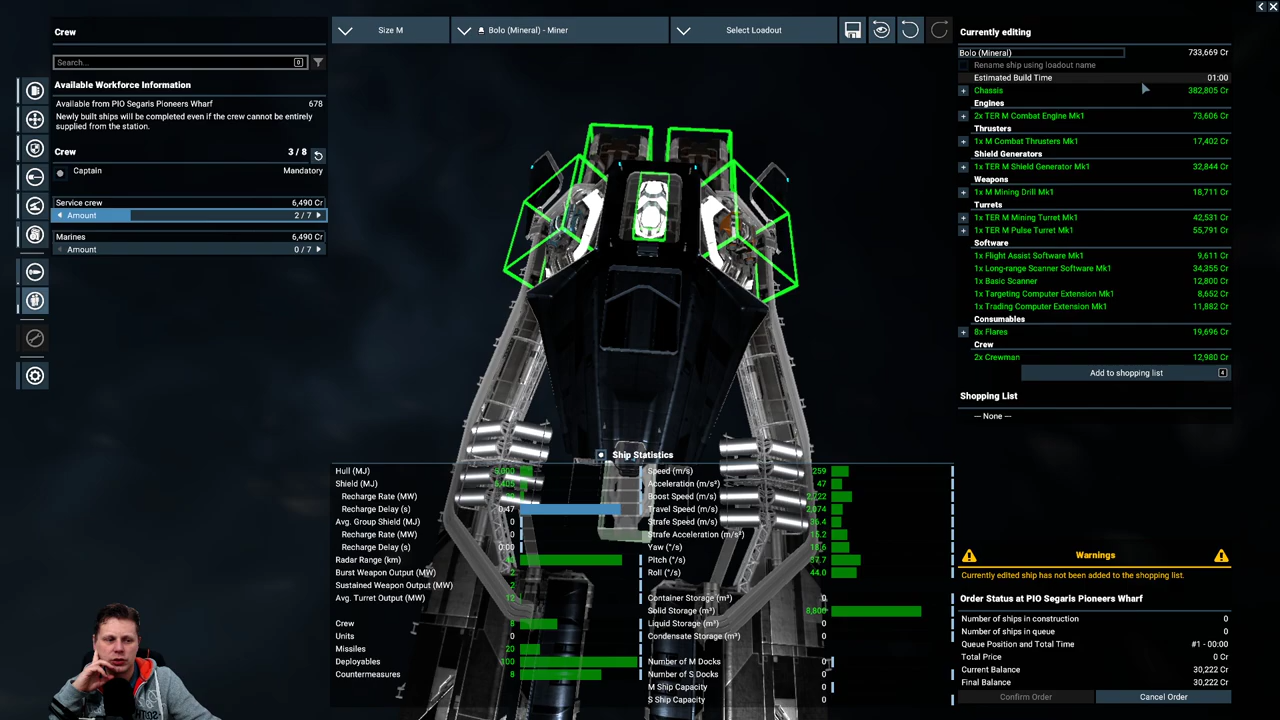 Crew
Size M
Bolo (Mineral) - Miner
Select Loadout
Search...
0
Available Workforce Information
Available from PIO Segaris Pioneers Wharf 678
Newly built ships will be completed even if the crew cannot be entirely
supplied from the station.
Crew 3 / 8
Captain Mandatory
Service crew 6,490 Cr
Amount 2 / 7
Marines 6,490 Cr
Amount 0 / 7
Currently editing
Bolo (Mineral) 733,669 Cr
Rename ship using loadout name
Estimated Build Time 01:00
Chassis 382,805 Cr
Engines
2x TER M Combat Engine Mk1 73,606 Cr
Thrusters
1x M Combat Thrusters Mk1 17,402 Cr
Shield Generators
1x TER M Shield Generator Mk1 32,844 Cr
Weapons
1x M Mining Drill Mk1 18,711 Cr
Turrets
1x TER M Mining Turret Mk1 42,531 Cr
1x TER M Pulse Turret Mk1 55,791 Cr
Software
1x Flight Assist Software Mk1 9,611 Cr
1x Long-range Scanner Software Mk1 34,355 Cr
1x Basic Scanner 12,800 Cr
1x Targeting Computer Extension Mk1 8,652 Cr
1x Trading Computer Extension Mk1 11,882 Cr
Consumables
8x Flares 19,696 Cr
Crew
2x Crewman 12,980 Cr
Add to shopping list
4
Shopping List
--- None ---
Ship Statistics
Hull (MJ)
Shield (MJ)
Recharge Rate (MW)
Recharge Delay (s) 0.47
Avg. Group Shield (MJ) 0
Recharge Rate (MW) 0
Recharge Delay (s) 0.00
Radar Range (km)
Burst Weapon Output (MW) 2
Sustained Weapon Output (MW) 2
Avg. Turret Output (MW) 12
Crew 8
Units 0
Missiles 20
Deployables 100
Countermeasures 8
Speed (m/s) 259
Acceleration (m/s²) 47
Boost Speed (m/s)
Travel Speed (m/s) 2,074
Strafe Speed (m/s) 36.4
Strafe Acceleration (m/s²) 15.2
Yaw (°/s)
Pitch (°/s) 37.7
Roll (°/s) 44.0
Container Storage (m³) 0
Solid Storage (m³) 8,800
Liquid Storage (m³) 0
Condensate Storage (m³) 0
Number of M Docks 0
Number of S Docks 0
M Ship Capacity 0
S Ship Capacity 0
Warnings
Currently edited ship has not been added to the shopping list.
Order Status at PIO Segaris Pioneers Wharf
Number of ships in construction 0
Number of ships in queue 0
Queue Position and Total Time #1 - 00:00
Total Price 0 Cr
Current Balance 30,222 Cr
Final Balance 30,222 Cr
Confirm Order
Cancel Order